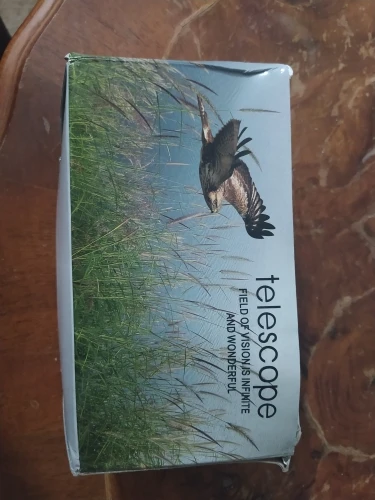 telescope
FIELD OF VISION IS INFINITE
AND WONDERFUL